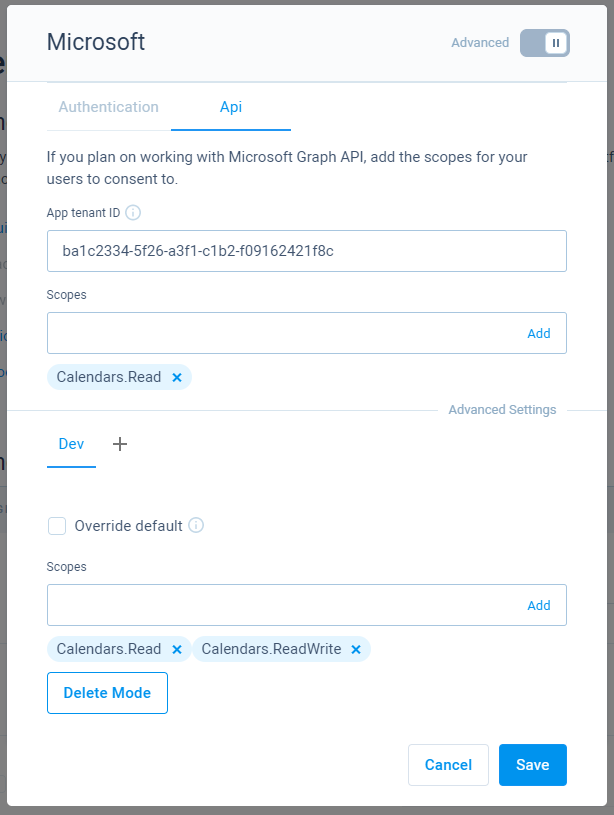 Microsoft
Advanced
Authentication
Api
If you plan on working with Microsoft Graph API, add the scopes for your
users to consent to.
App tenant ID
ba1c2334-5f26-a3f1-c1b2-f09162421f8c
Scopes
Add
Calendars.Read
Advanced Settings
Dev
Override default
Scopes
Add
Calendars.Read
Calendars.ReadWrite
Delete Mode
Cancel
Save